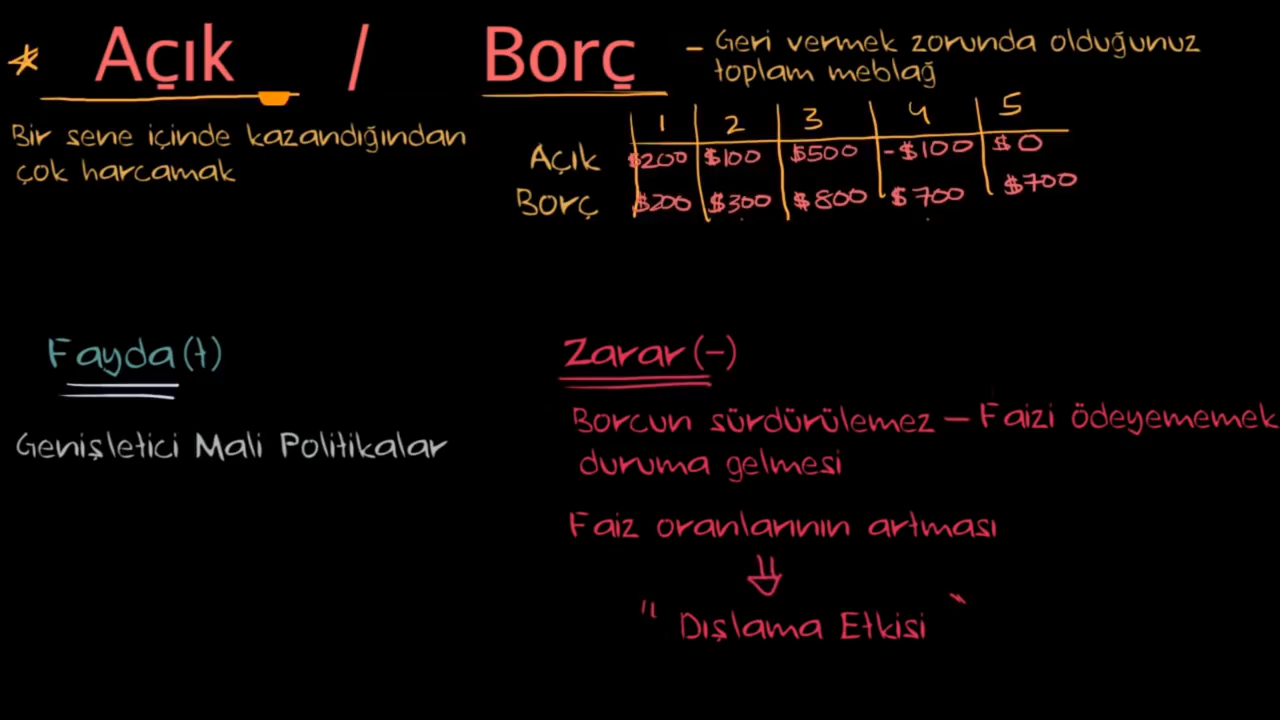 * Açık / Borç
- Geri vermek zorunda olduğunuz
toplam meblağ
Bir sene içinde kazandığından
çok harcamak
1 2 3 4 5
Açık $200 $100 $500 -$100 $0
Borç $200 $300 $800 $700 $700
Fayda (+)
Genişletici Mali Politikalar
Zarar (-)
Borcun sürdürülemez - Faizi ödeyememek
duruma gelmesi
Faiz oranlarının artması
"Dışlama Etkisi"